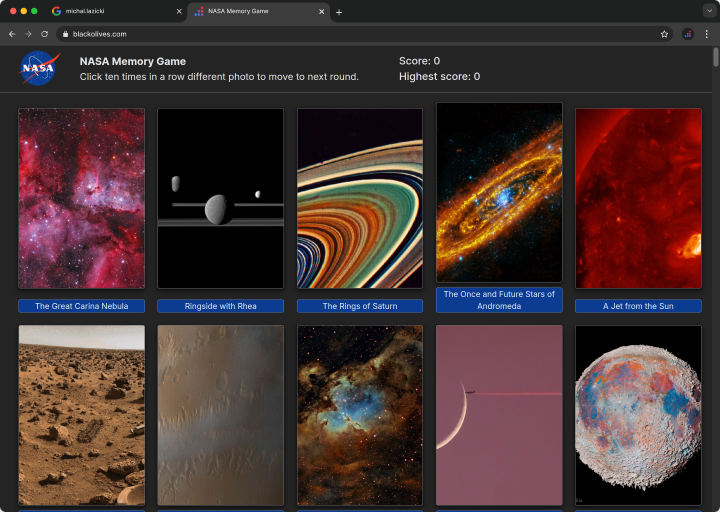 michal.lazicki
NASA Memory Game
blackolives.com
NASA
NASA Memory Game
Click ten times in a row different photo to move to next round.
Score: 0
Highest score: 0
The Great Carina Nebula
Ringside with Rhea
The Rings of Saturn
The Once and Future Stars of
Andromeda
A Jet from the Sun